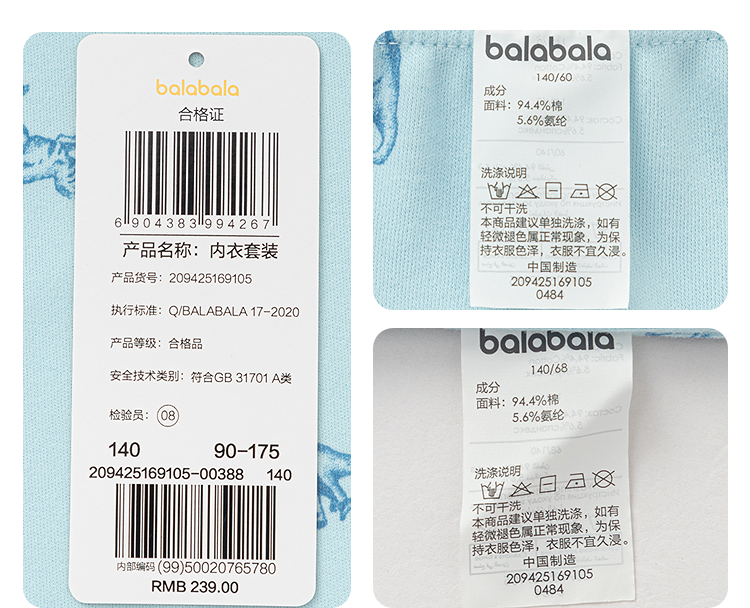 balabala
合格证
6 904383 994267
产品名称：内衣套装
产品货号：209425169105
执行标准：Q/BALABALA 17-2020
产品等级：合格品
安全技术类别：符合GB 31701 A类
检验员：08
140 90-175
209425169105-00388 140
内部编码 (99)50020765780
RMB 239.00
balabala
140/60
成分
面料：94.4%棉
5.6%氨纶
洗涤说明
不可干洗
本商品建议单独洗涤，如有
轻微褪色属正常现象，为保
持衣服色泽，衣服不宜久浸。
中国制造
209425169105
0484
balabala
140/68
成分
面料：94.4%棉
5.6%氨纶
洗涤说明
不可干洗
本商品建议单独洗涤，如有
轻微褪色属正常现象，为保
持衣服色泽，衣服不宜久浸。
中国制造
209425169105
0484